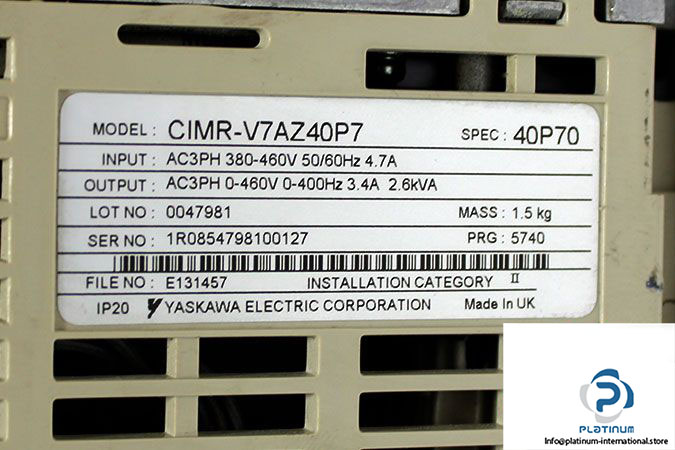 MODEL : CIMR-V7AZ40P7 SPEC : 40P70
INPUT : AC3PH 380-460V 50/60Hz 4.7A
OUTPUT : AC3PH 0-460V 0-400Hz 3.4A 2.6kVA
LOT NO : 0047981 MASS : 1.5 kg
SER NO : 1R0854798100127 PRG : 5740
FILE NO : E131457 INSTALLATION CATEGORY II
IP20 YASKAWA ELECTRIC CORPORATION Made In UK
PLATINUM
Info@platinum-international.store